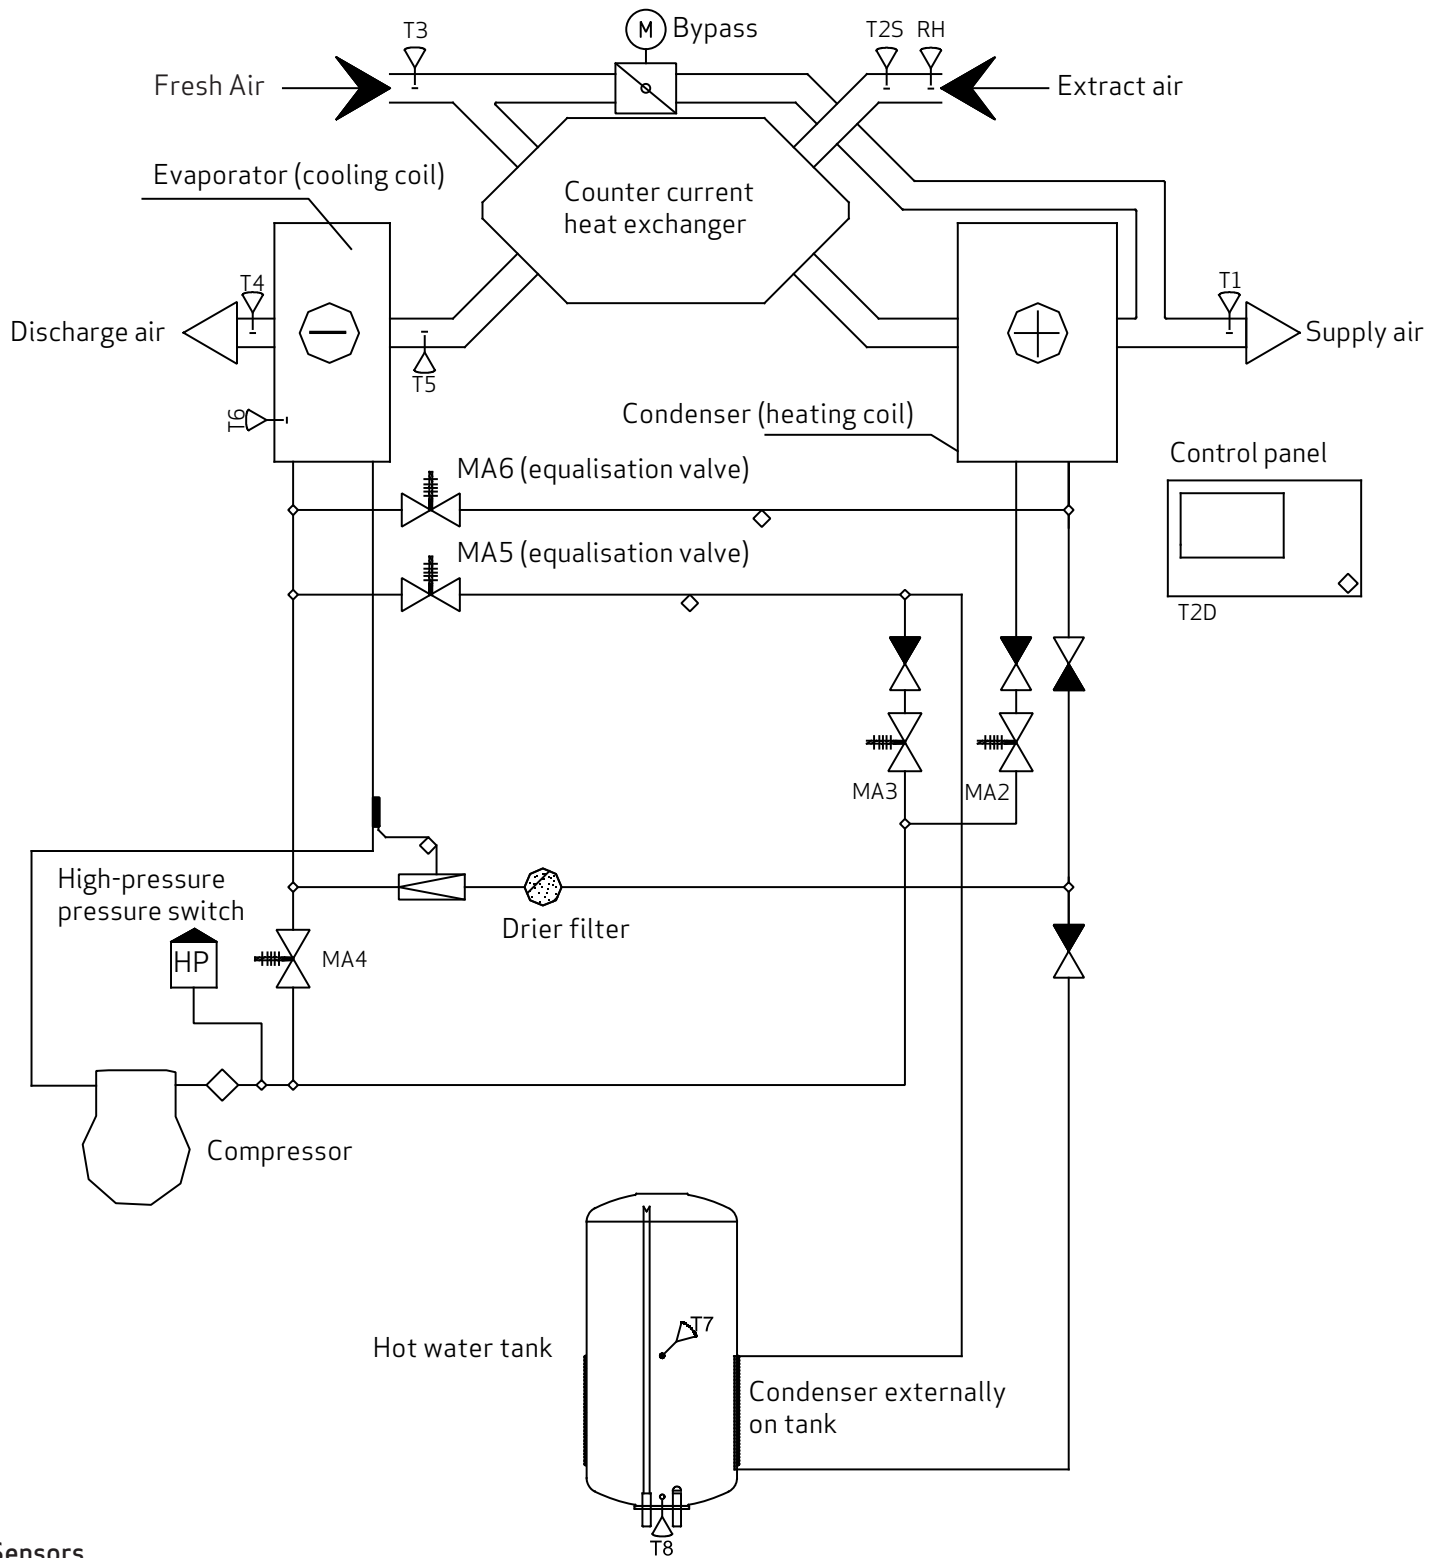 T3
M
Bypass
T2S
RH
Fresh Air
Extract air
Evaporator (cooling coil)
Counter current
heat exchanger
T4
T1
Discharge air
Supply air
T5
T6
Condenser (heating coil)
Control panel
MA6 (equalisation valve)
MA5 (equalisation valve)
T2D
MA3
MA2
High-pressure
pressure switch
Drier filter
HP
MA4
Compressor
T7
Hot water tank
Condenser externally
on tank
T8
Sensors